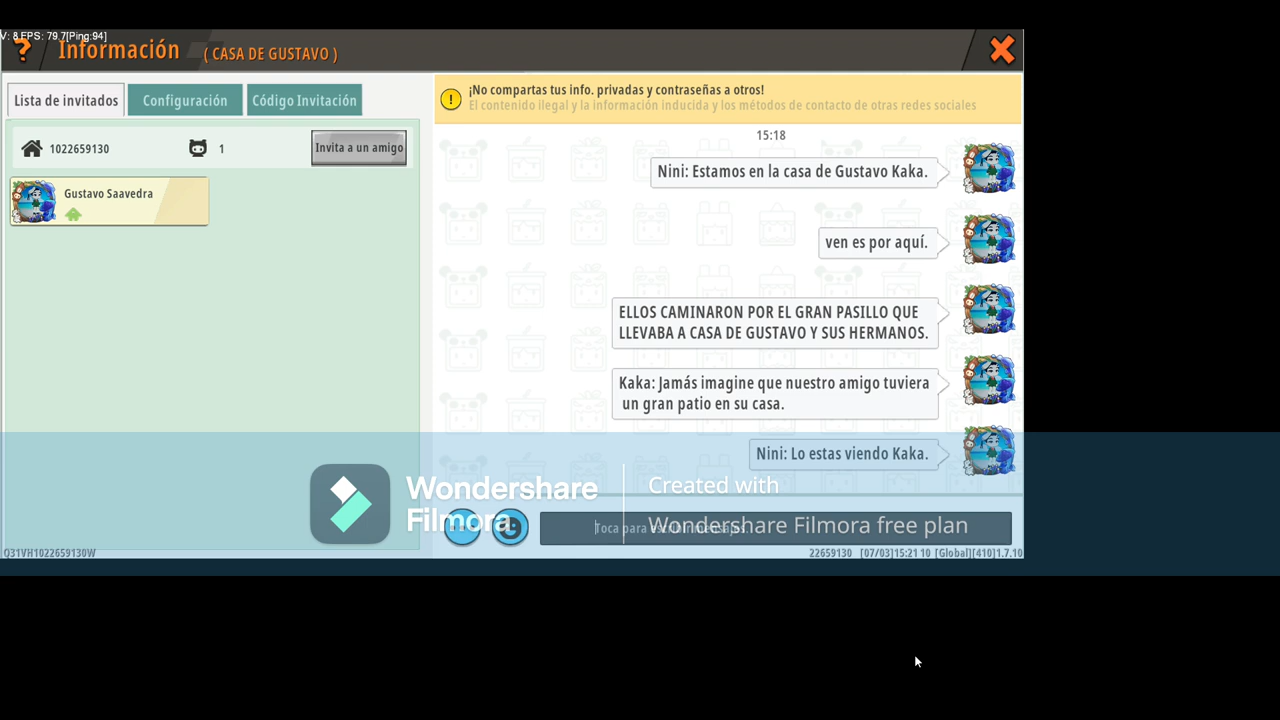 V: 8 FPS: 79.7[Ping:94]
?
Información
( CASA DE GUSTAVO )
Lista de invitados
Configuración
Código Invitación
1022659130
1
Invita a un amigo
Gustavo Saavedra
! ¡No compartas tus info. privadas y contraseñas a otros!
El contenido ilegal y la información inducida y los métodos de contacto de otras redes sociales
15:18
Nini: Estamos en la casa de Gustavo Kaka.
ven es por aquí.
ELLOS CAMINARON POR EL GRAN PASILLO QUE
LLEVABA A CASA DE GUSTAVO Y SUS HERMANOS.
Kaka: Jamás imagine que nuestro amigo tuviera
un gran patio en su casa.
Nini: Lo estas viendo Kaka.
Wondershare
Filmora
Created with
Wondershare Filmora free plan
Toca para
Q31VH1022659130W
22659130 [07/03]15:21 10 [Global][410]1.7.10